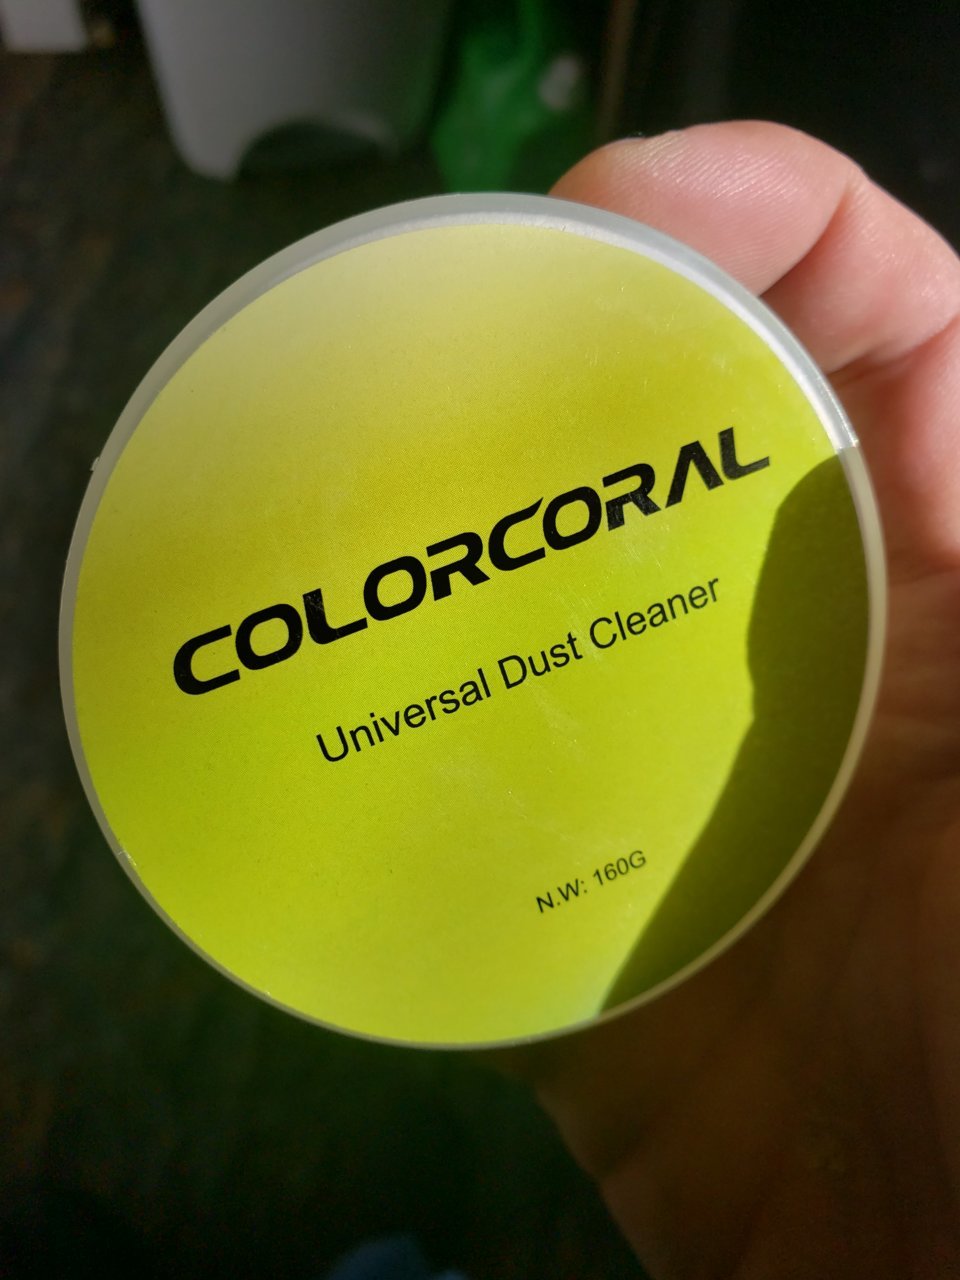 COLORCORAL
Universal Dust Cleaner
N.W: 160G